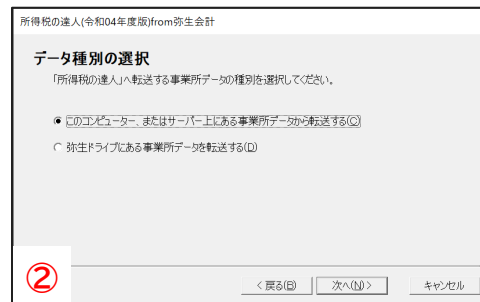 所得税の達人(令和04年度版)from弥生会計
データ種別の選択
「所得税の達人」へ転送する事業所データの種別を選択してください。
このコンピューター、またはサーバー上にある事業所データから転送する(C)
弥生ドライブにある事業所データを転送する(D)
②
< 戻る(B)
次へ(N) >
キャンセル